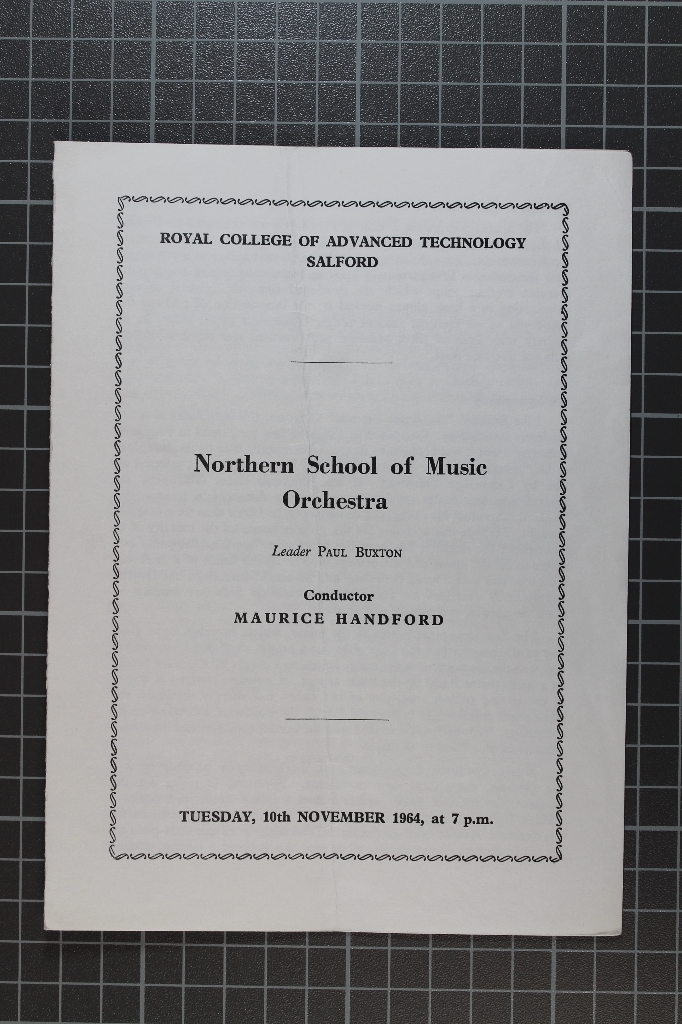 ROYAL COLLEGE OF ADVANCED TECHNOLOGY
SALFORD
Northern School of Music
Orchestra
Leader PAUL BUXTON
Conductor
MAURICE HANDFORD
TUESDAY, 10th NOVEMBER 1964, at 7 p.m.